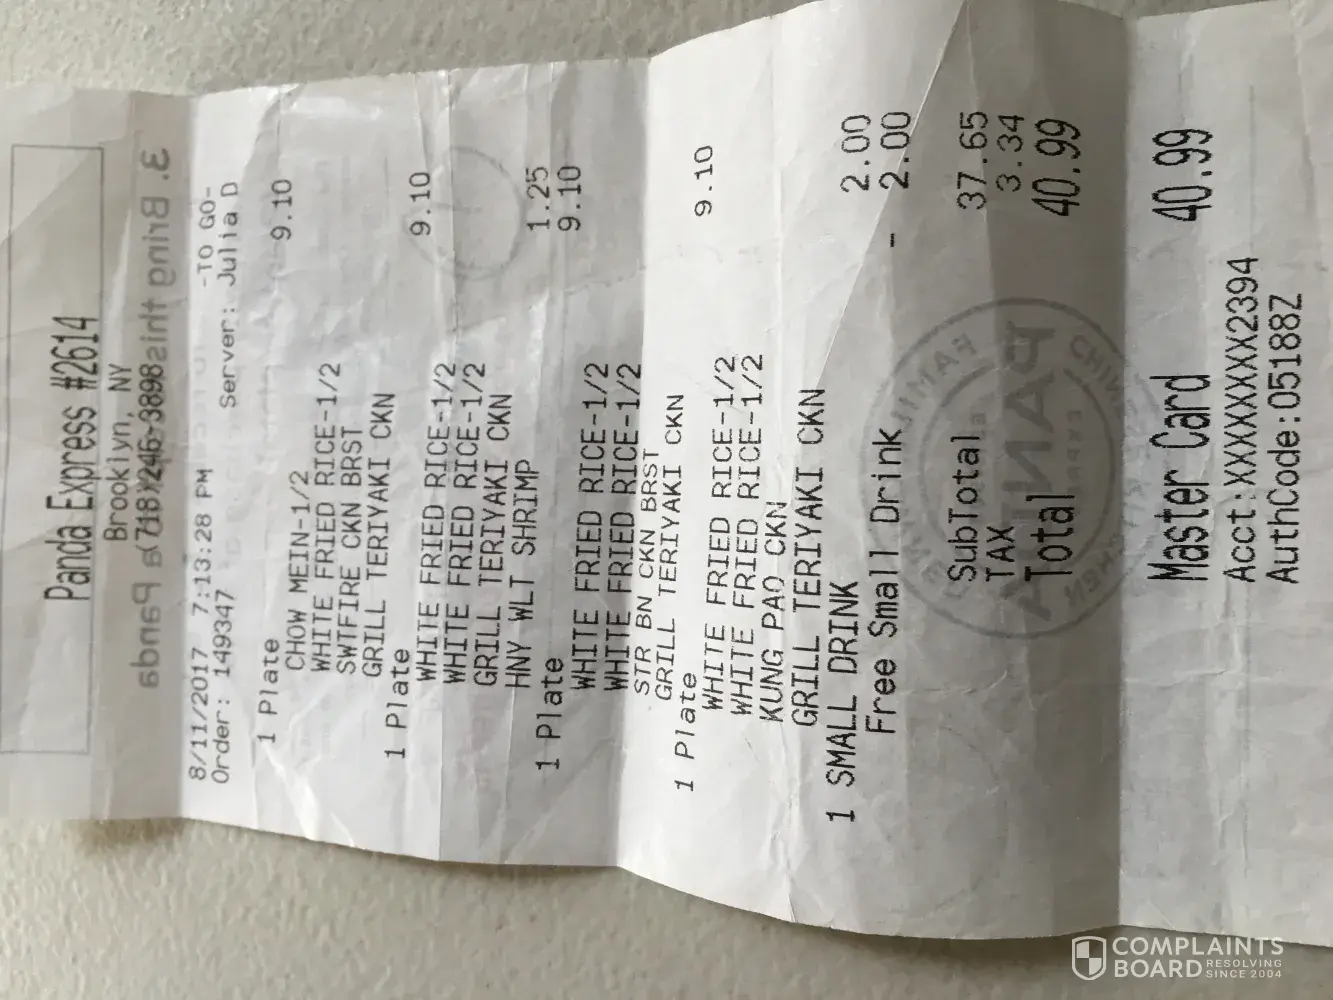 Panda Express #2614
Brooklyn, NY
(718)246-3898
8/11/2017 7:13:28 PM -TO GO-
Order: 149347 Server: Julia D
1 Plate 9.10
CHOW MEIN-1/2
WHITE FRIED RICE-1/2
SWTFIRE CKN BRST
GRILL TERIYAKI CKN
1 Plate 9.10
WHITE FRIED RICE-1/2
WHITE FRIED RICE-1/2
GRILL TERIYAKI CKN
HNY WLT SHRIMP 1.25
1 Plate 9.10
WHITE FRIED RICE-1/2
WHITE FRIED RICE-1/2
STR BN CKN BRST
GRILL TERIYAKI CKN
1 Plate 9.10
WHITE FRIED RICE-1/2
WHITE FRIED RICE-1/2
KUNG PAO CKN
GRILL TERIYAKI CKN
1 SMALL DRINK 2.00
Free Small Drink - 2.00
SubTotal 37.65
TAX 3.34
Total 40.99
Master Card 40.99
Acct:XXXXXXXX2394
AuthCode:05188Z
3. Bring this
Panda
PANDA
COMPLAINTS
BOARD RESOLVING
SINCE 2004